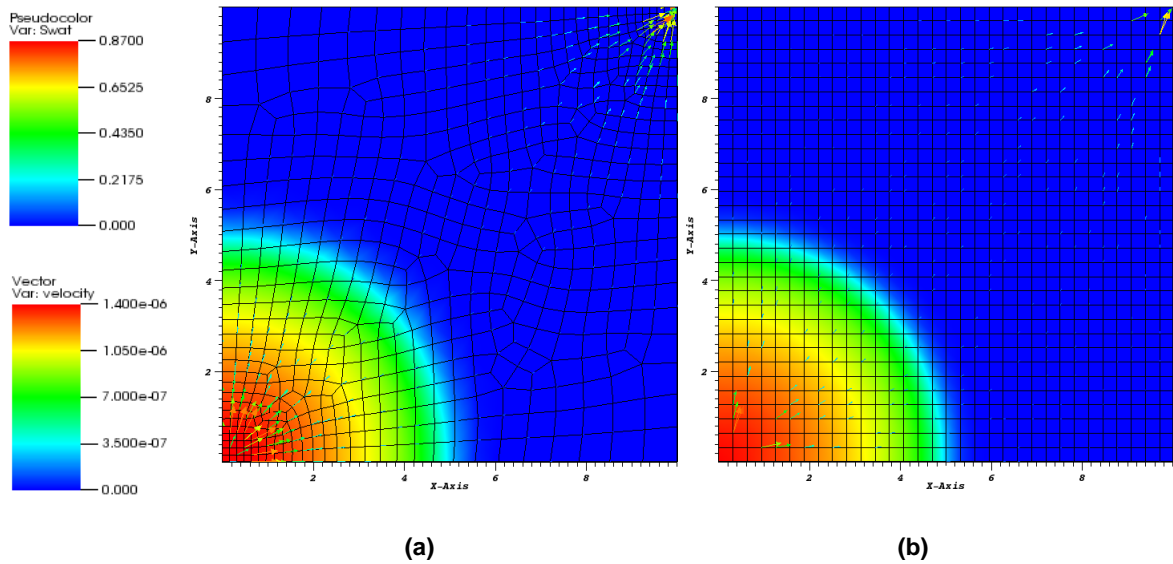 Pseudocolor
Var: Swat
0.8700
0.6525
0.4350
0.2175
0.000
Vector
Var: velocity
1.400e-06
1.050e-06
7.000e-07
3.500e-07
0.000
Y-Axis
8
6
4
2
2
4
6
8
X-Axis
(a)
Y-Axis
8
6
4
2
2
4
6
8
X-Axis
(b)